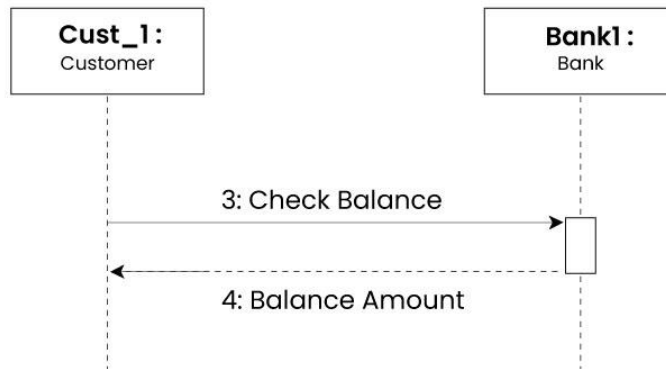 Cust_1 :
Customer
Bank1 :
Bank
3: Check Balance
4: Balance Amount